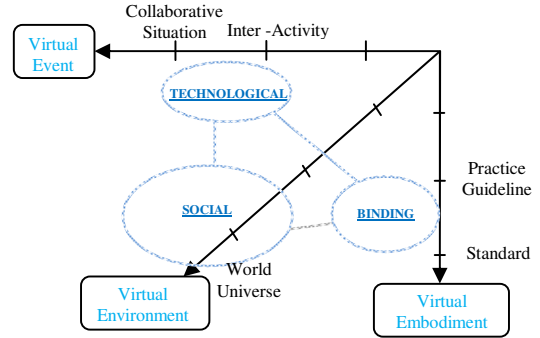 Collaborative
Situation
Inter -Activity
Virtual
Event
TECHNOLOGICAL
Practice
Guideline
SOCIAL
BINDING
Standard
World
Universe
Virtual
Environment
Virtual
Embodiment